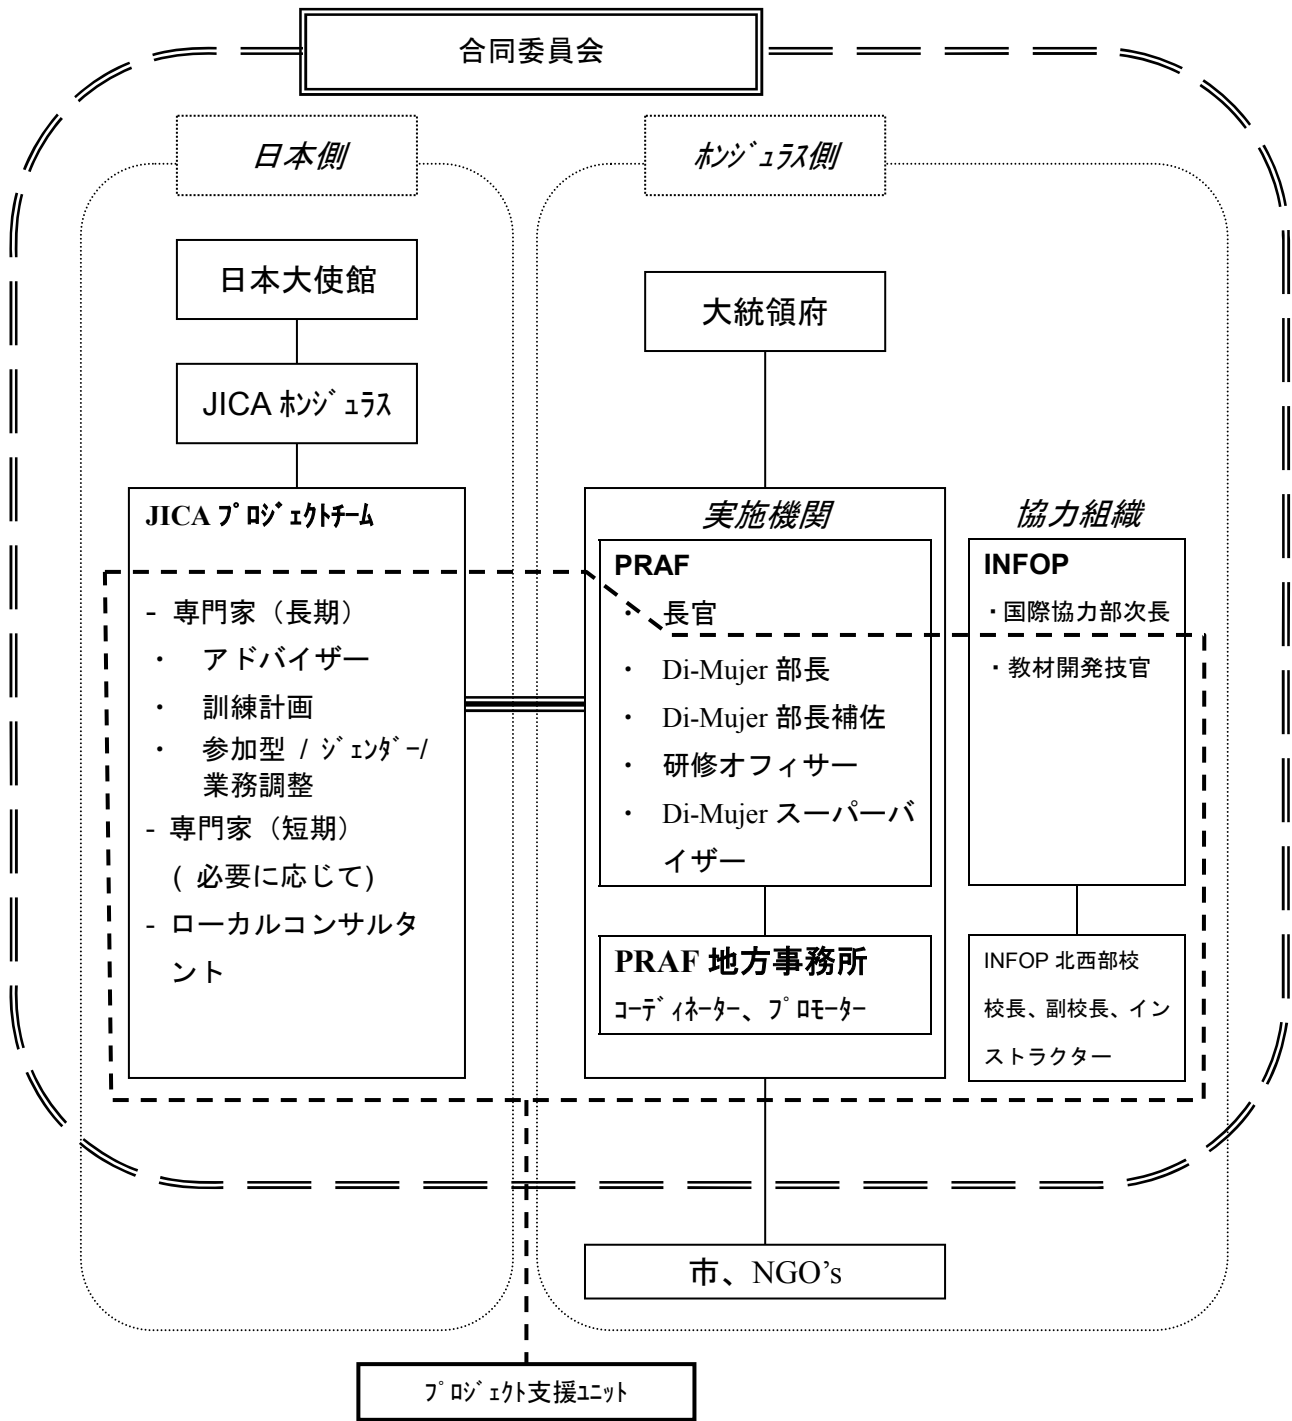 合同委員会
日本側
日本大使館
JICA ﾎﾝｼﾞｭﾗｽ
JICA ﾌﾟﾛｼﾞｪｸﾄﾁｰﾑ
- 専門家（長期）
・ アドバイザー
・ 訓練計画
・ 参加型 / ｼﾞｪﾝﾀﾞｰ/
業務調整
- 専門家（短期）
( 必要に応じて)
- ローカルコンサルタ
ント
ﾎﾝｼﾞｭﾗｽ側
大統領府
実施機関
PRAF
・ 長官
・ Di-Mujer 部長
・ Di-Mujer 部長補佐
・ 研修オフィサー
・ Di-Mujer スーパーバ
イザー
PRAF 地方事務所
ｺｰﾃﾞｨﾈｰﾀｰ、ﾌﾟﾛﾓｰﾀｰ
協力組織
INFOP
・国際協力部次長
・教材開発技官
INFOP 北西部校
校長、副校長、イン
ストラクター
市、NGO’s
ﾌﾟﾛｼﾞｪｸﾄ支援ﾕﾆｯﾄ